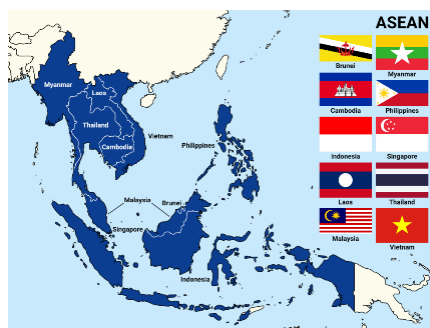 ASEAN
Brunei
Myanmar
Cambodia
Philippines
Indonesia
Singapore
Laos
Thailand
Malaysia
Vietnam
Myanmar
Laos
Thailand
Vietnam
Cambodia
Philippines
Malaysia
Brunei
Singapore
Indonesia